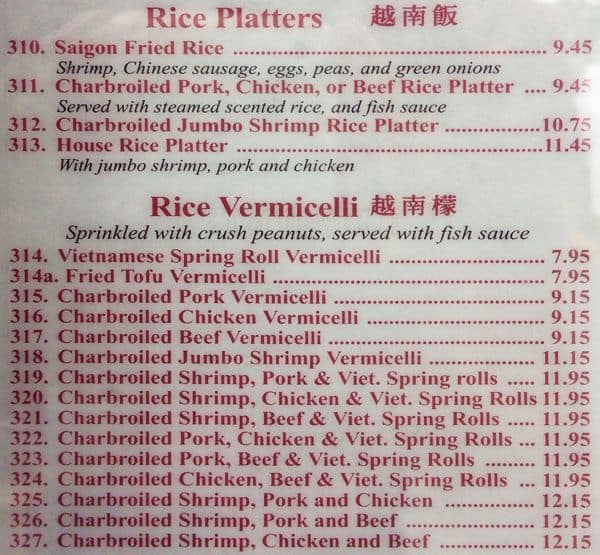 Rice Platters 越南飯
310. Saigon Fried Rice ........................................ 9.45
Shrimp, Chinese sausage, eggs, peas, and green onions
311. Charbroiled Pork, Chicken, or Beef Rice Platter .... 9.45
Served with steamed scented rice, and fish sauce
312. Charbroiled Jumbo Shrimp Rice Platter .................10.75
313. House Rice Platter ........................................11.45
With jumbo shrimp, pork and chicken
Rice Vermicelli 越南檬
Sprinkled with crush peanuts, served with fish sauce
314. Vietnamese Spring Roll Vermicelli ..................... 7.95
314a. Fried Tofu Vermicelli ..................................... 7.95
315. Charbroiled Pork Vermicelli .............................. 9.15
316. Charbroiled Chicken Vermicelli ......................... 9.15
317. Charbroiled Beef Vermicelli .............................. 9.15
318. Charbroiled Jumbo Shrimp Vermicelli ................ 11.15
319. Charbroiled Shrimp, Pork & Viet. Spring rolls ..... 11.95
320. Charbroiled Shrimp, Chicken & Viet. Spring Rolls 11.95
321. Charbroiled Shrimp, Beef & Viet. Spring Rolls ..... 11.95
322. Charbroiled Pork, Chicken & Viet. Spring Rolls ... 11.95
323. Charbroiled Pork, Beef & Viet. Spring Rolls ......... 11.95
324. Charbroiled Chicken, Beef & Viet. Spring Rolls ... 11.95
325. Charbroiled Shrimp, Pork and Chicken .............. 12.15
326. Charbroiled Shrimp, Pork and Beef ................... 12.15
327. Charbroiled Shrimp, Chicken and Beef .............. 12.15